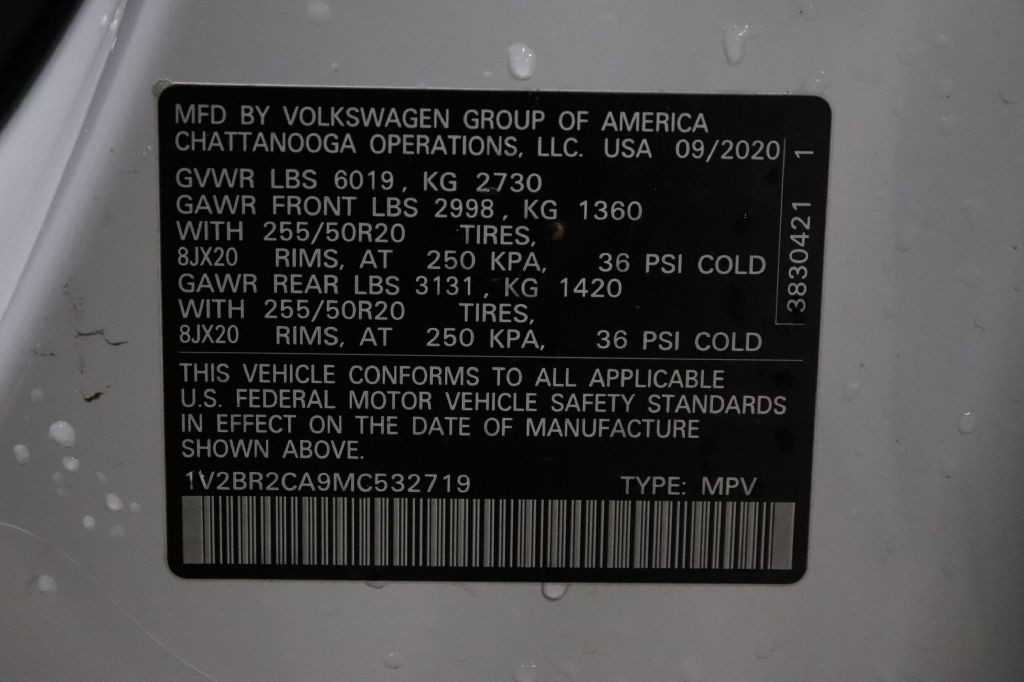 MFD BY VOLKSWAGEN GROUP OF AMERICA
CHATTANOOGA OPERATIONS, LLC. USA 09/2020
GVWR LBS 6019, KG 2730
GAWR FRONT LBS 2998, KG 1360
WITH 255/50R20 TIRES,
8JX20 RIMS, AT 250 KPA, 36 PSI COLD
GAWR REAR LBS 3131, KG 1420
WITH 255/50R20 TIRES,
8JX20 RIMS, AT 250 KPA, 36 PSI COLD
3830421 1
THIS VEHICLE CONFORMS TO ALL APPLICABLE
U.S. FEDERAL MOTOR VEHICLE SAFETY STANDARDS
IN EFFECT ON THE DATE OF MANUFACTURE
SHOWN ABOVE.
1V2BR2CA9MC532719 TYPE: MPV